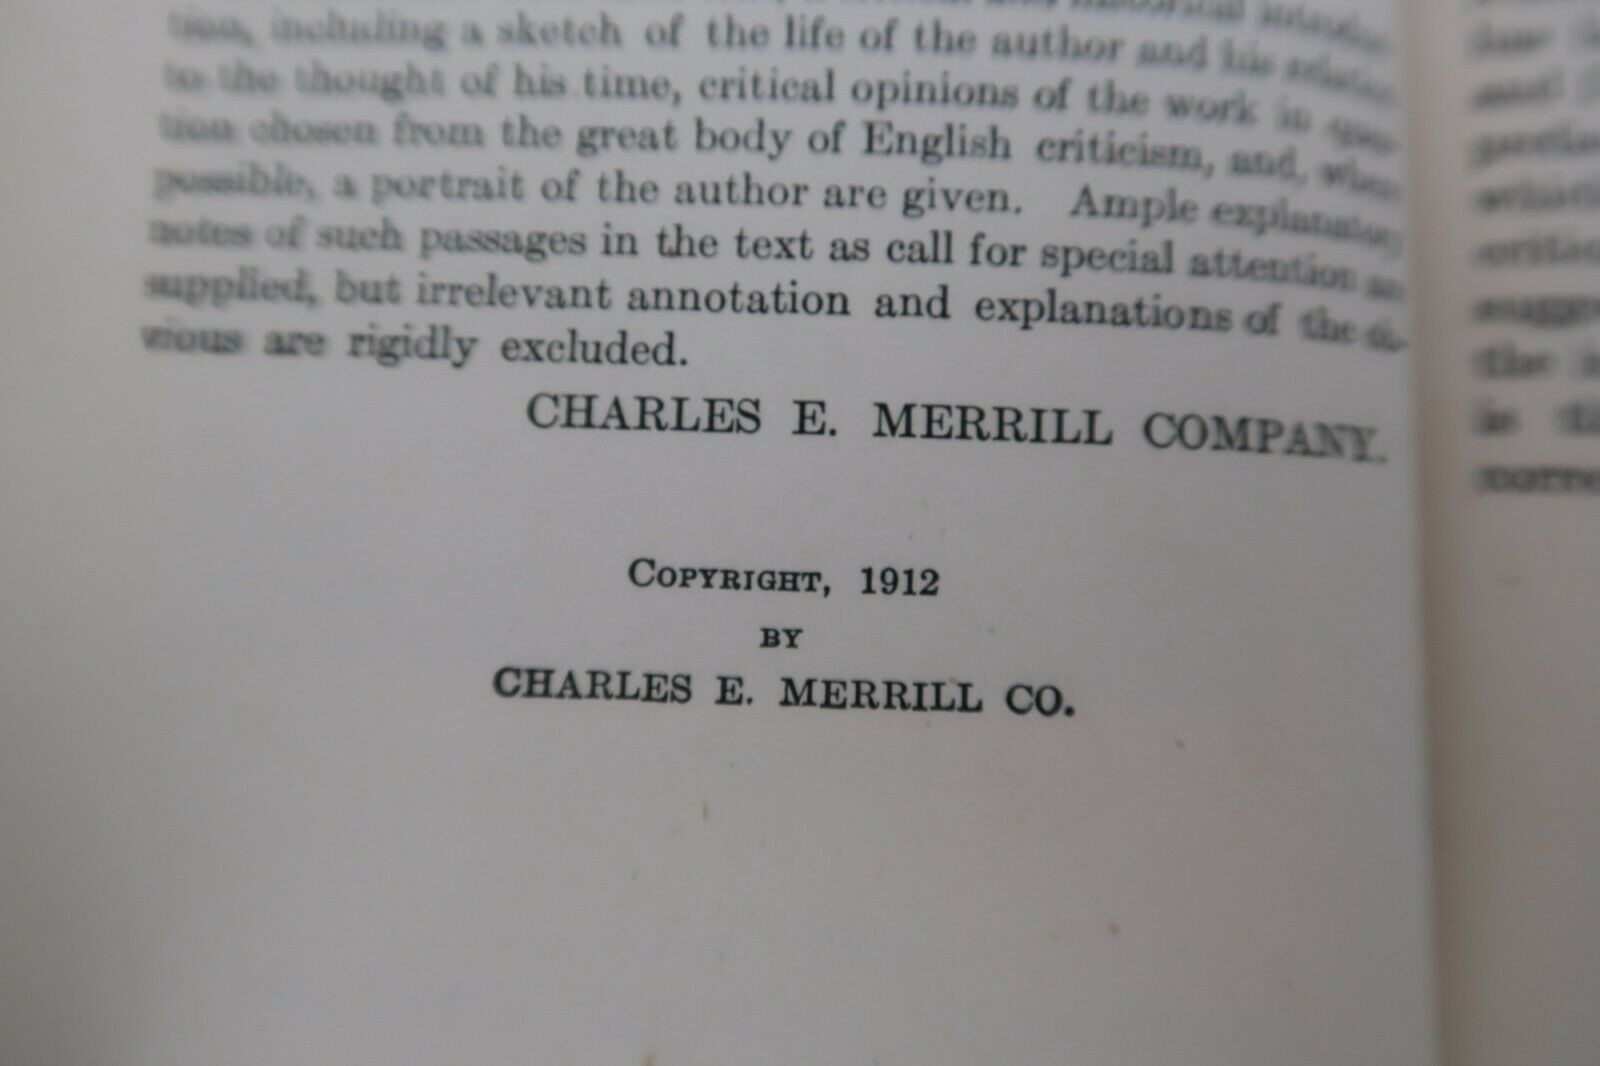 historical introduc-
tion, including a sketch of the life of the author and his relation
to the thought of his time, critical opinions of the work in ques-
tion chosen from the great body of English criticism, and, when
possible, a portrait of the author are given. Ample explanatory
notes of such passages in the text as call for special attention are
supplied, but irrelevant annotation and explanations of the ob-
vious are rigidly excluded.
CHARLES E. MERRILL COMPANY.
COPYRIGHT, 1912
BY
CHARLES E. MERRILL CO.